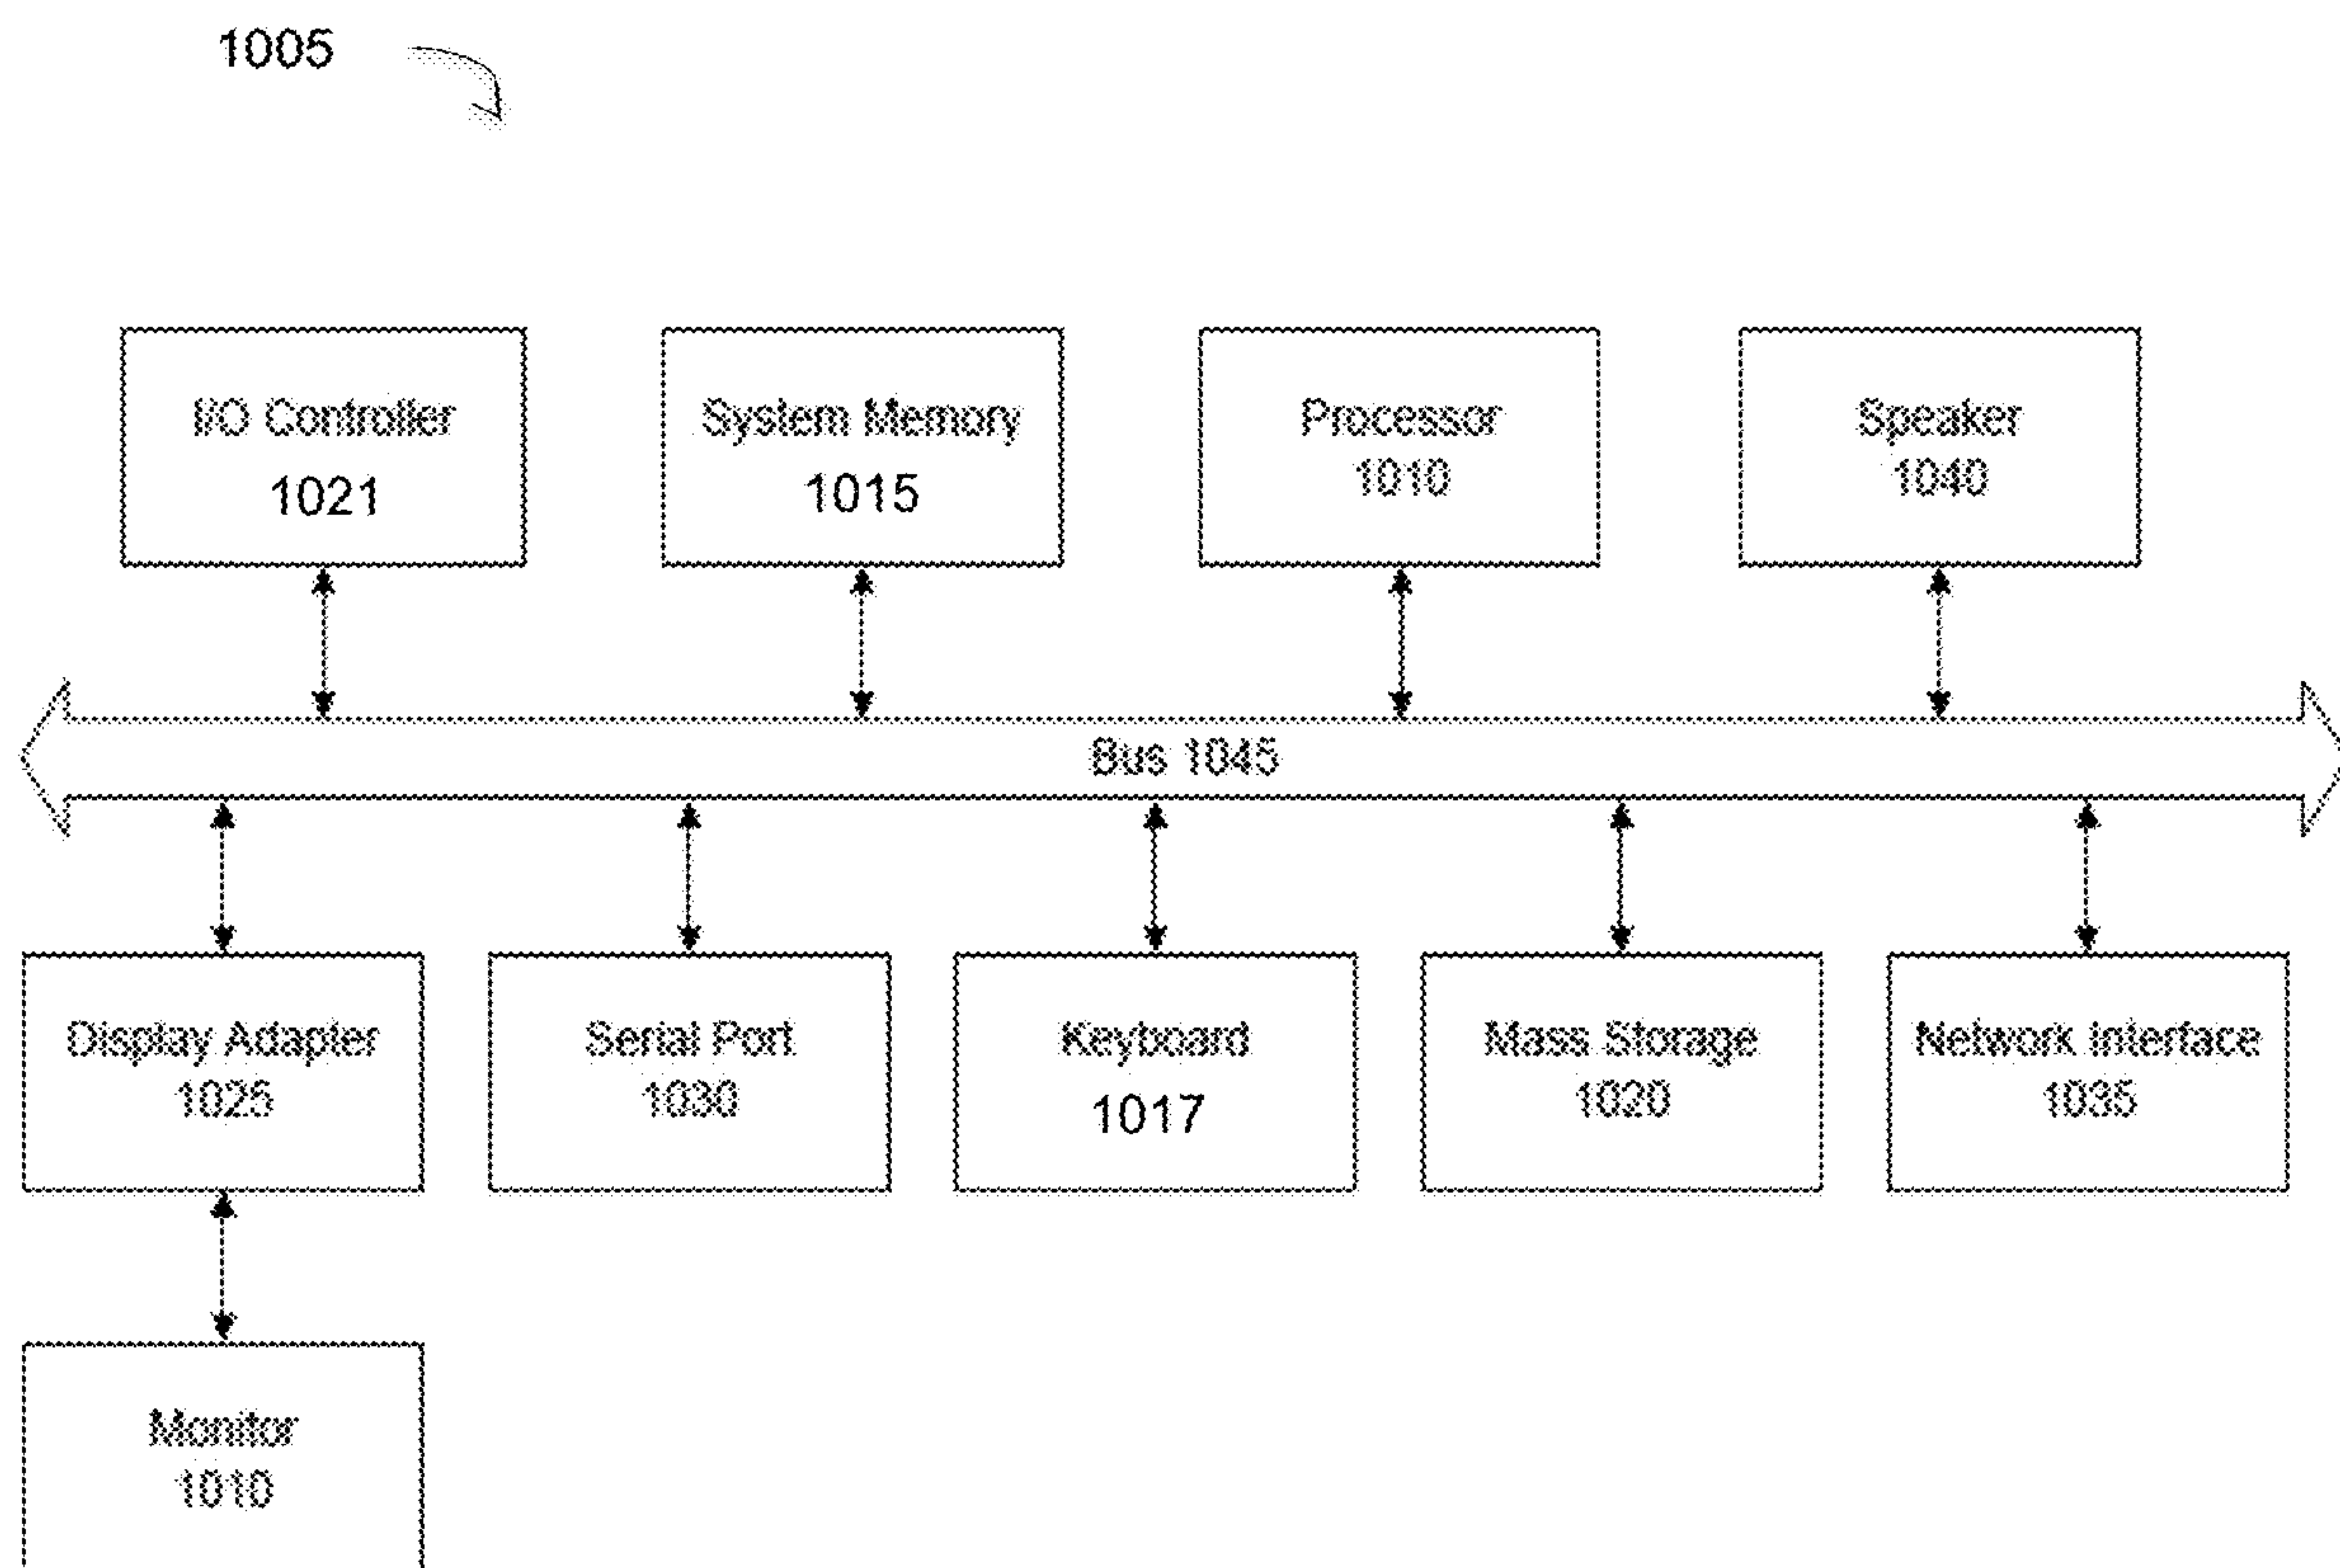 1005
I/O Controller
1021
System Memory
1015
Processor
1010
Speaker
1040
Bus 1045
Display Adapter
1025
Serial Port
1030
Keyboard
1017
Mass Storage
1020
Network Interface
1035
Monitor
1010